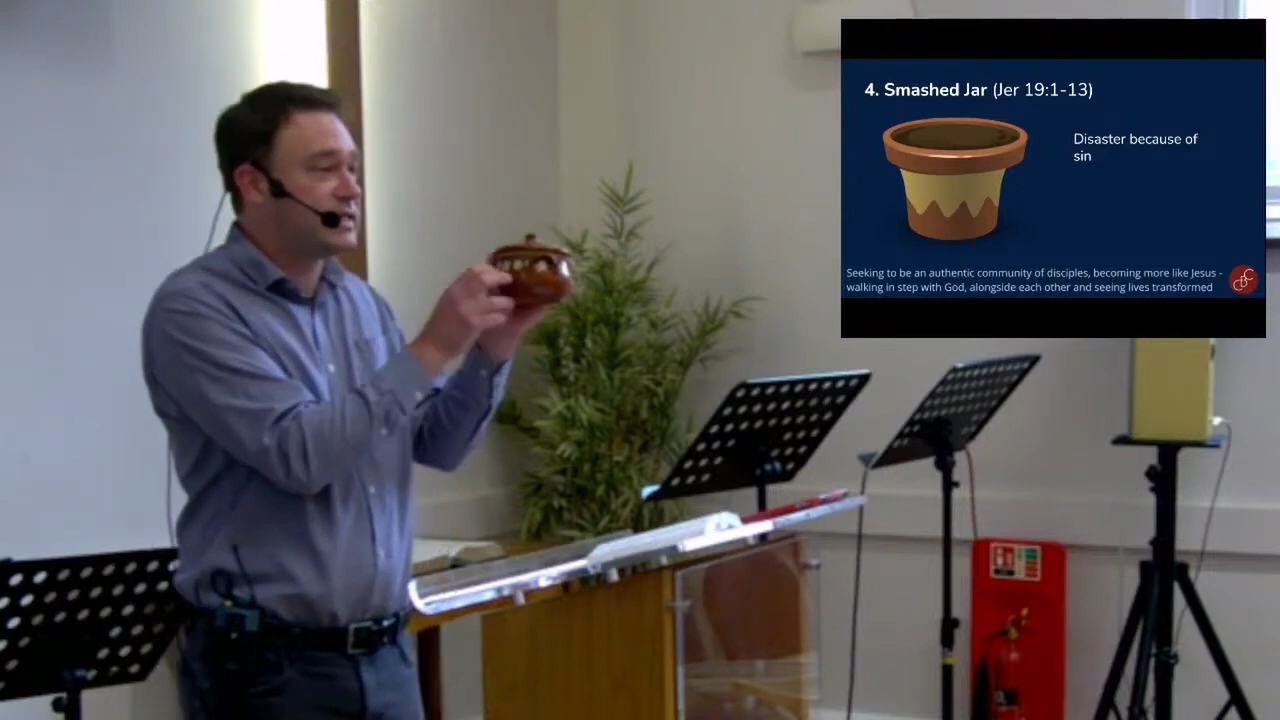 4. Smashed Jar (Jer 19:1-13)
Disaster because of
sin
Seeking to be an authentic community of disciples, becoming more like Jesus -
walking in step with God, alongside each other and seeing lives transformed
CBC